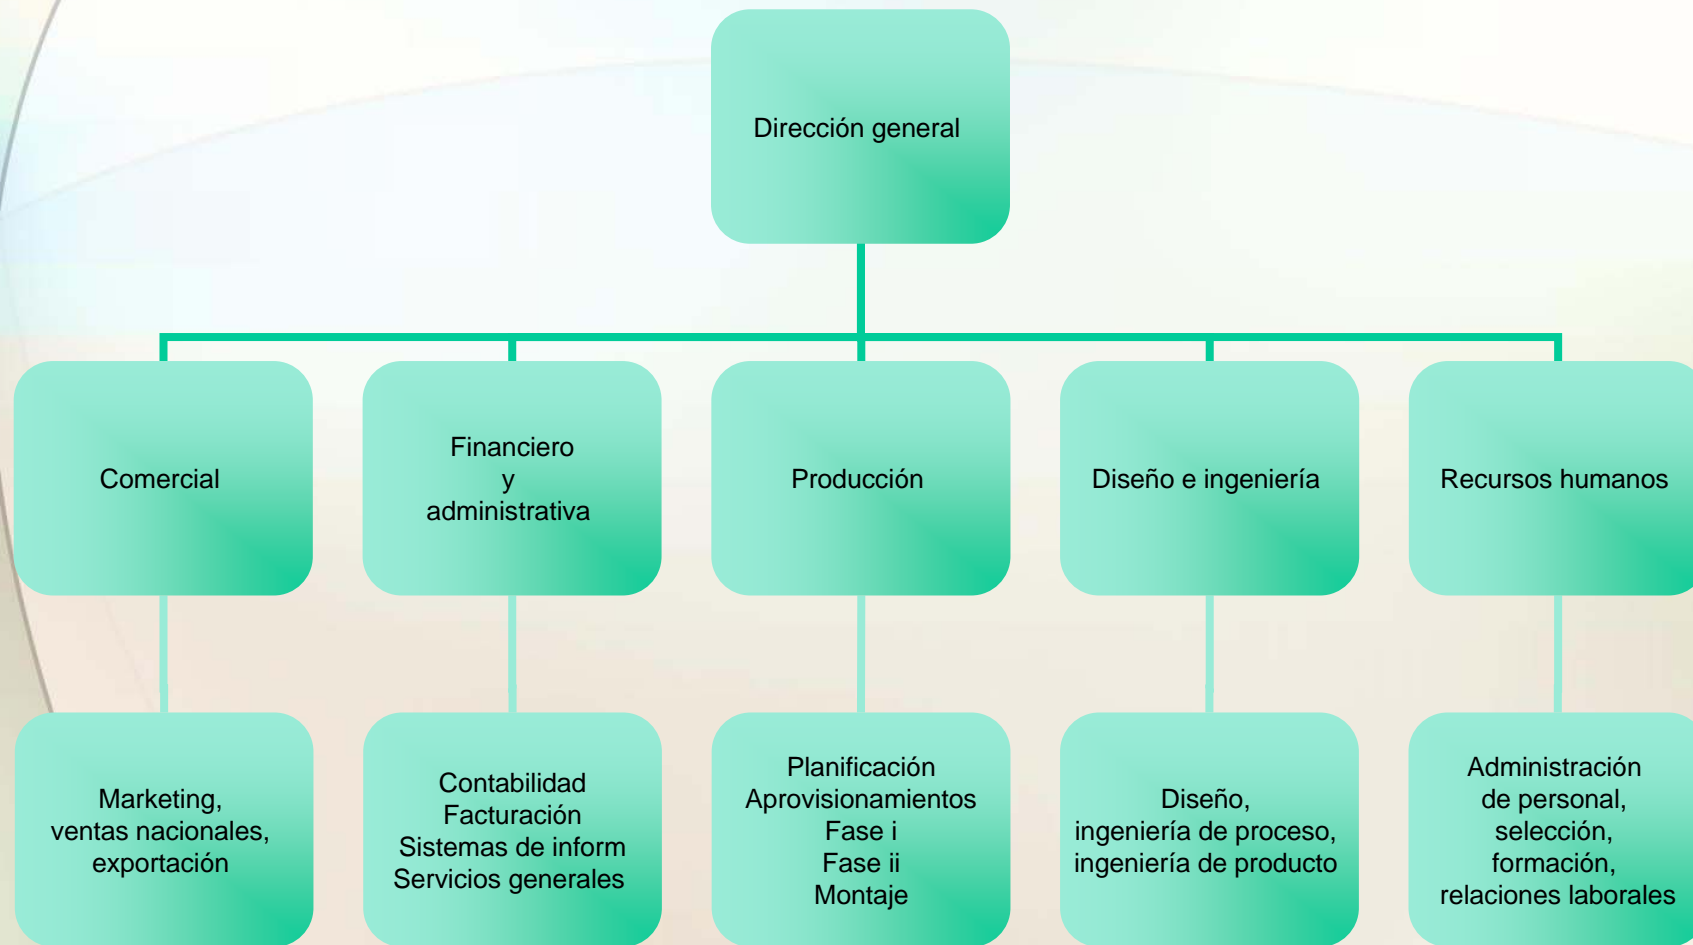 Dirección general
Comercial
Financiero
y
administrativa
Producción
Diseño e ingeniería
Recursos humanos
Marketing,
ventas nacionales,
exportación
Contabilidad
Facturación
Sistemas de inform
Servicios generales
Planificación
Aprovisionamientos
Fase i
Fase ii
Montaje
Diseño,
ingeniería de proceso,
ingeniería de producto
Administración
de personal,
selección,
formación,
relaciones laborales